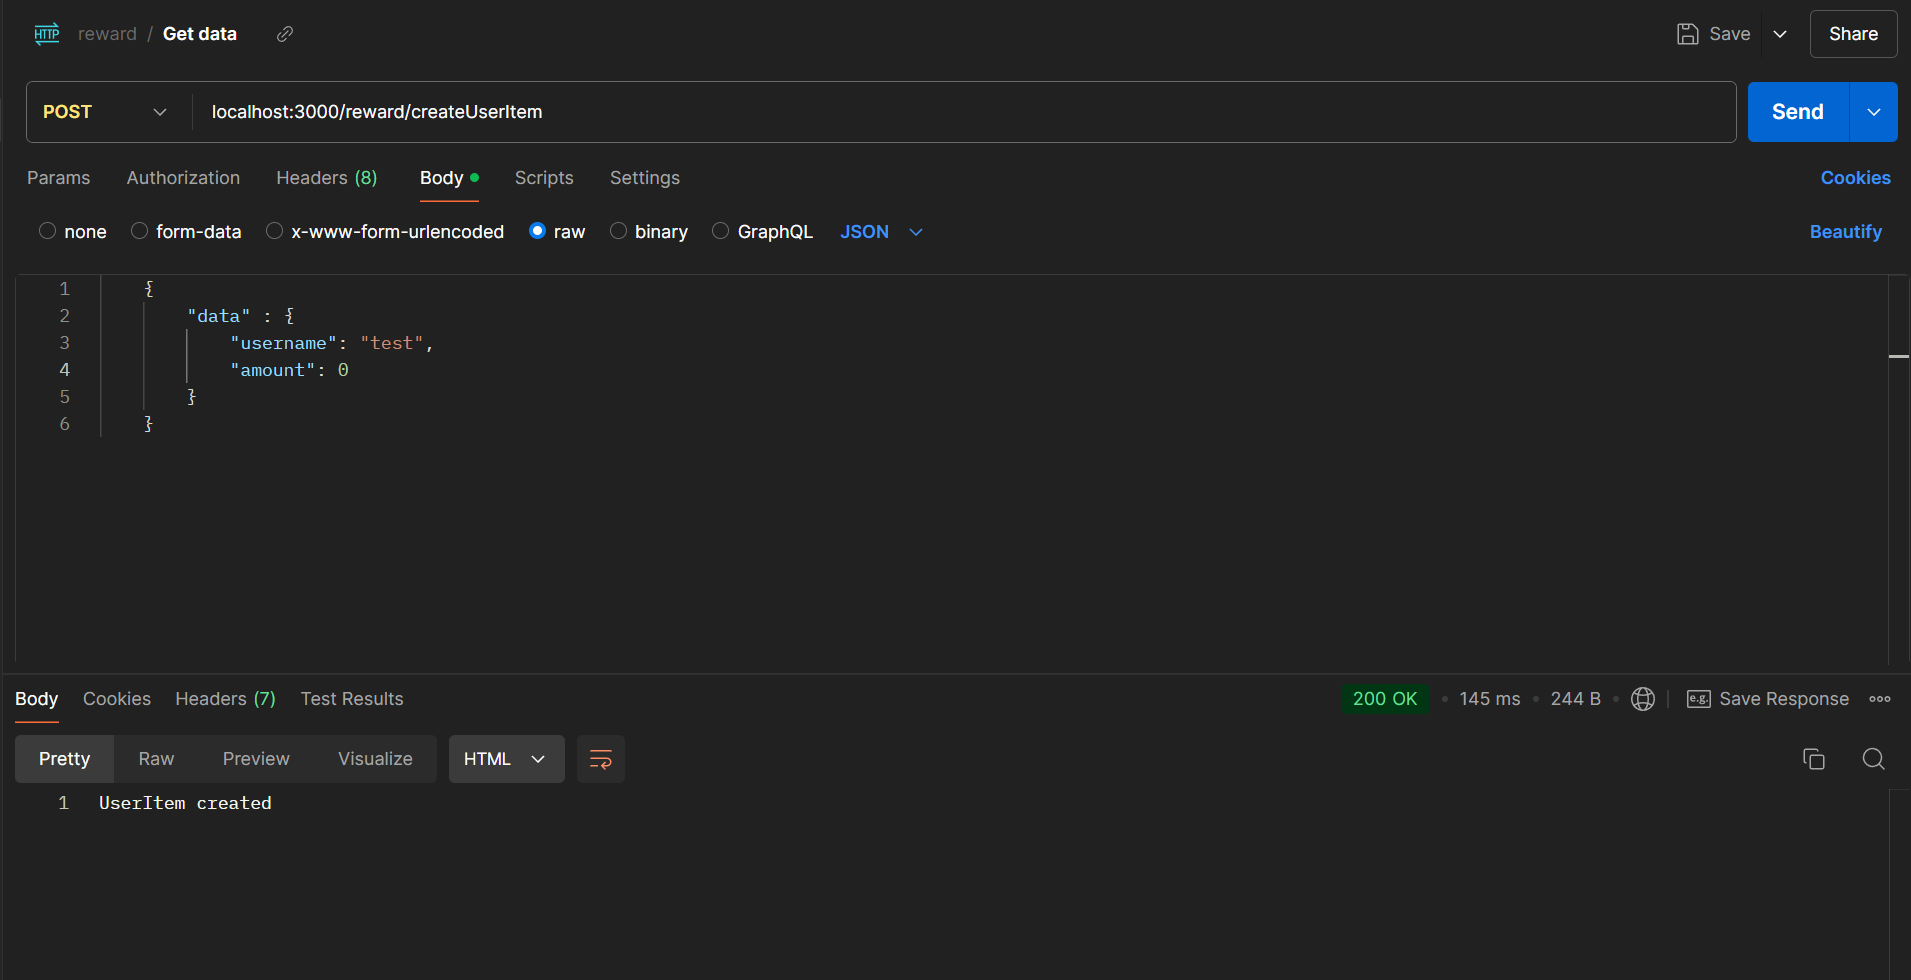 HTTP reward / Get data Save Share
POST localhost:3000/reward/createUserItem Send
Params Authorization Headers (8) Body Scripts Settings Cookies
none form-data x-www-form-urlencoded raw binary GraphQL JSON Beautify
1 {
2 "data" : {
3 "username": "test",
4 "amount": 0
5 }
6 }
Body Cookies Headers (7) Test Results 200 OK • 145 ms • 244 B • e.g. Save Response
Pretty Raw Preview Visualize HTML
1 UserItem created